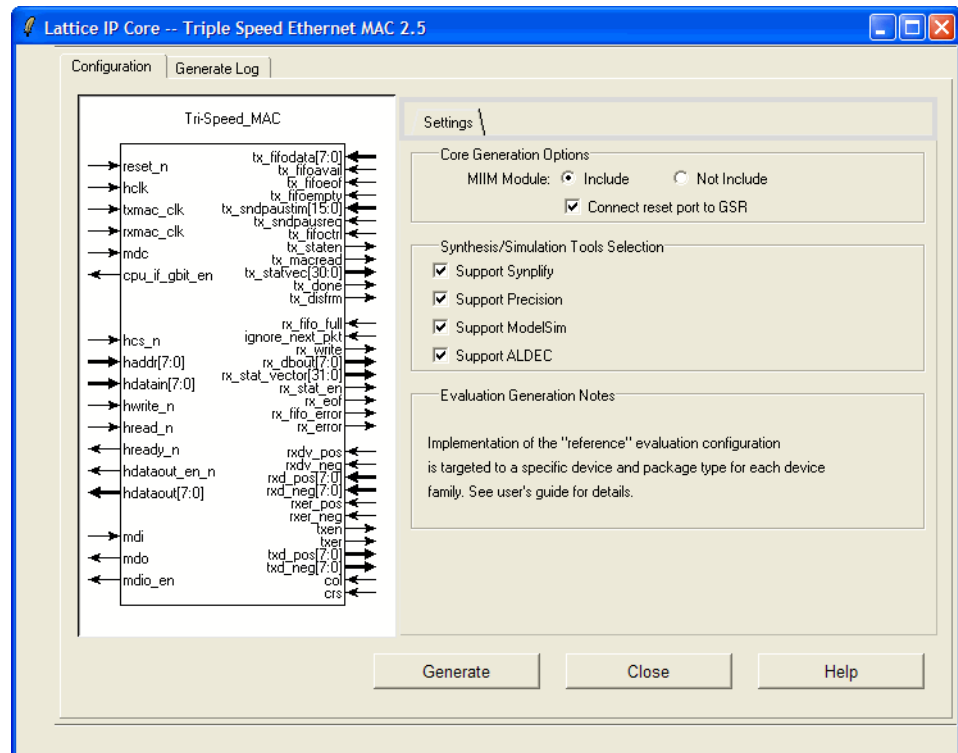 Lattice IP Core -- Triple Speed Ethernet MAC 2.5
Configuration
Generate Log
Tri-Speed_MAC
reset_n
hclk
txmac_clk
rxmac_clk
mdc
cpu_if_gbit_en
hcs_n
haddr[7:0]
hdatain[7:0]
hwrite_n
hread_n
hready_n
hdataout_en_n
hdataout[7:0]
mdi
mdo
mdio_en
tx_fifodata[7:0]
tx_fifoavail
tx_fifoeof
tx_fifoempty
tx_sndpaustim[15:0]
tx_sndpausreq
tx_fifoctrl
tx_staten
tx_macread
tx_statvec[30:0]
tx_done
tx_disfrm
rx_fifo_full
ignore_next_pkt
rx_write
rx_dbout[7:0]
rx_stat_vector[31:0]
rx_stat_en
rx_eof
rx_fifo_error
rx_error
rxdv_pos
rxdv_neg
rxd_pos[7:0]
rxd_neg[7:0]
rxer_pos
rxer_neg
txen
txer
txd_pos[7:0]
txd_neg[7:0]
col
crs
Settings
Core Generation Options
MIIM Module: Include Not Include
Connect reset port to GSR
Synthesis/Simulation Tools Selection
Support Synplify
Support Precision
Support ModelSim
Support ALDEC
Evaluation Generation Notes
Implementation of the "reference" evaluation configuration
is targeted to a specific device and package type for each device
family. See user's guide for details.
Generate
Close
Help